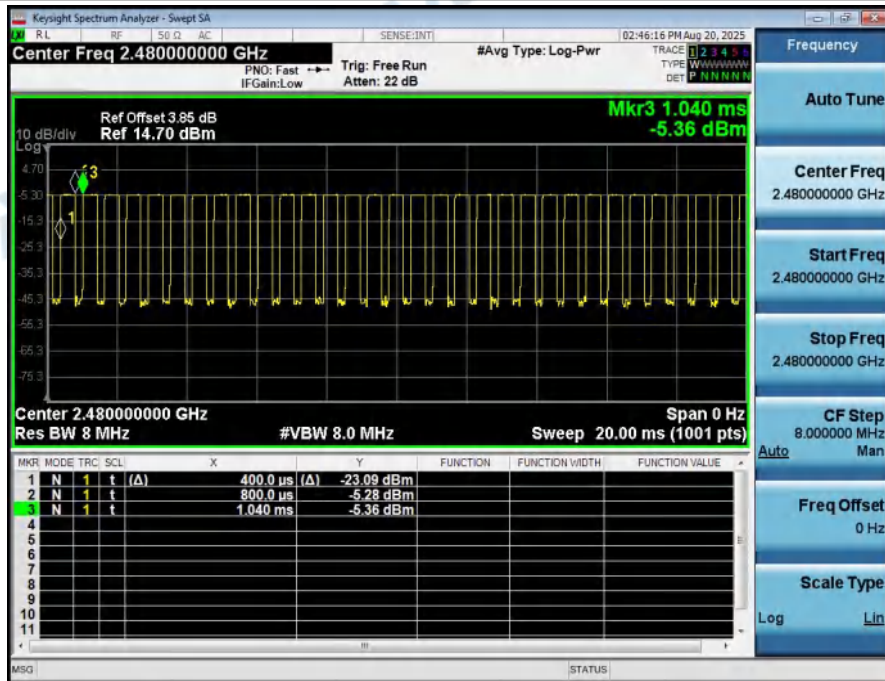 Keysight Spectrum Analyzer - Swept SA
RL RF 50 Ω AC SENSE:INT 02:46:16 PM Aug 20, 2025
Center Freq 2.480000000 GHz
PNO: Fast
IFGain:Low
Trig: Free Run
Atten: 22 dB
#Avg Type: Log-Pwr
TRACE 1 2 3 4 5 6
TYPE WWWWWW
DET P N N N N N
Mkr3 1.040 ms
-5.36 dBm
Ref Offset 3.85 dB
10 dB/div Ref 14.70 dBm
Log
4.70
-5.30
-15.3
-25.3
-35.3
-45.3
-55.3
-65.3
-75.3
3
1
Center 2.480000000 GHz Span 0 Hz
Res BW 8 MHz #VBW 8.0 MHz Sweep 20.00 ms (1001 pts)
MKR MODE TRC SCL X Y FUNCTION FUNCTION WIDTH FUNCTION VALUE
1 N 1 t (Δ) 400.0 µs (Δ) -23.09 dBm
2 N 1 t 800.0 µs -5.28 dBm
3 N 1 t 1.040 ms -5.36 dBm
4
5
6
7
8
9
10
11
MSG STATUS
Frequency
Auto Tune
Center Freq
2.480000000 GHz
Start Freq
2.480000000 GHz
Stop Freq
2.480000000 GHz
CF Step
8.000000 MHz
Auto Man
Freq Offset
0 Hz
Scale Type
Log Lin